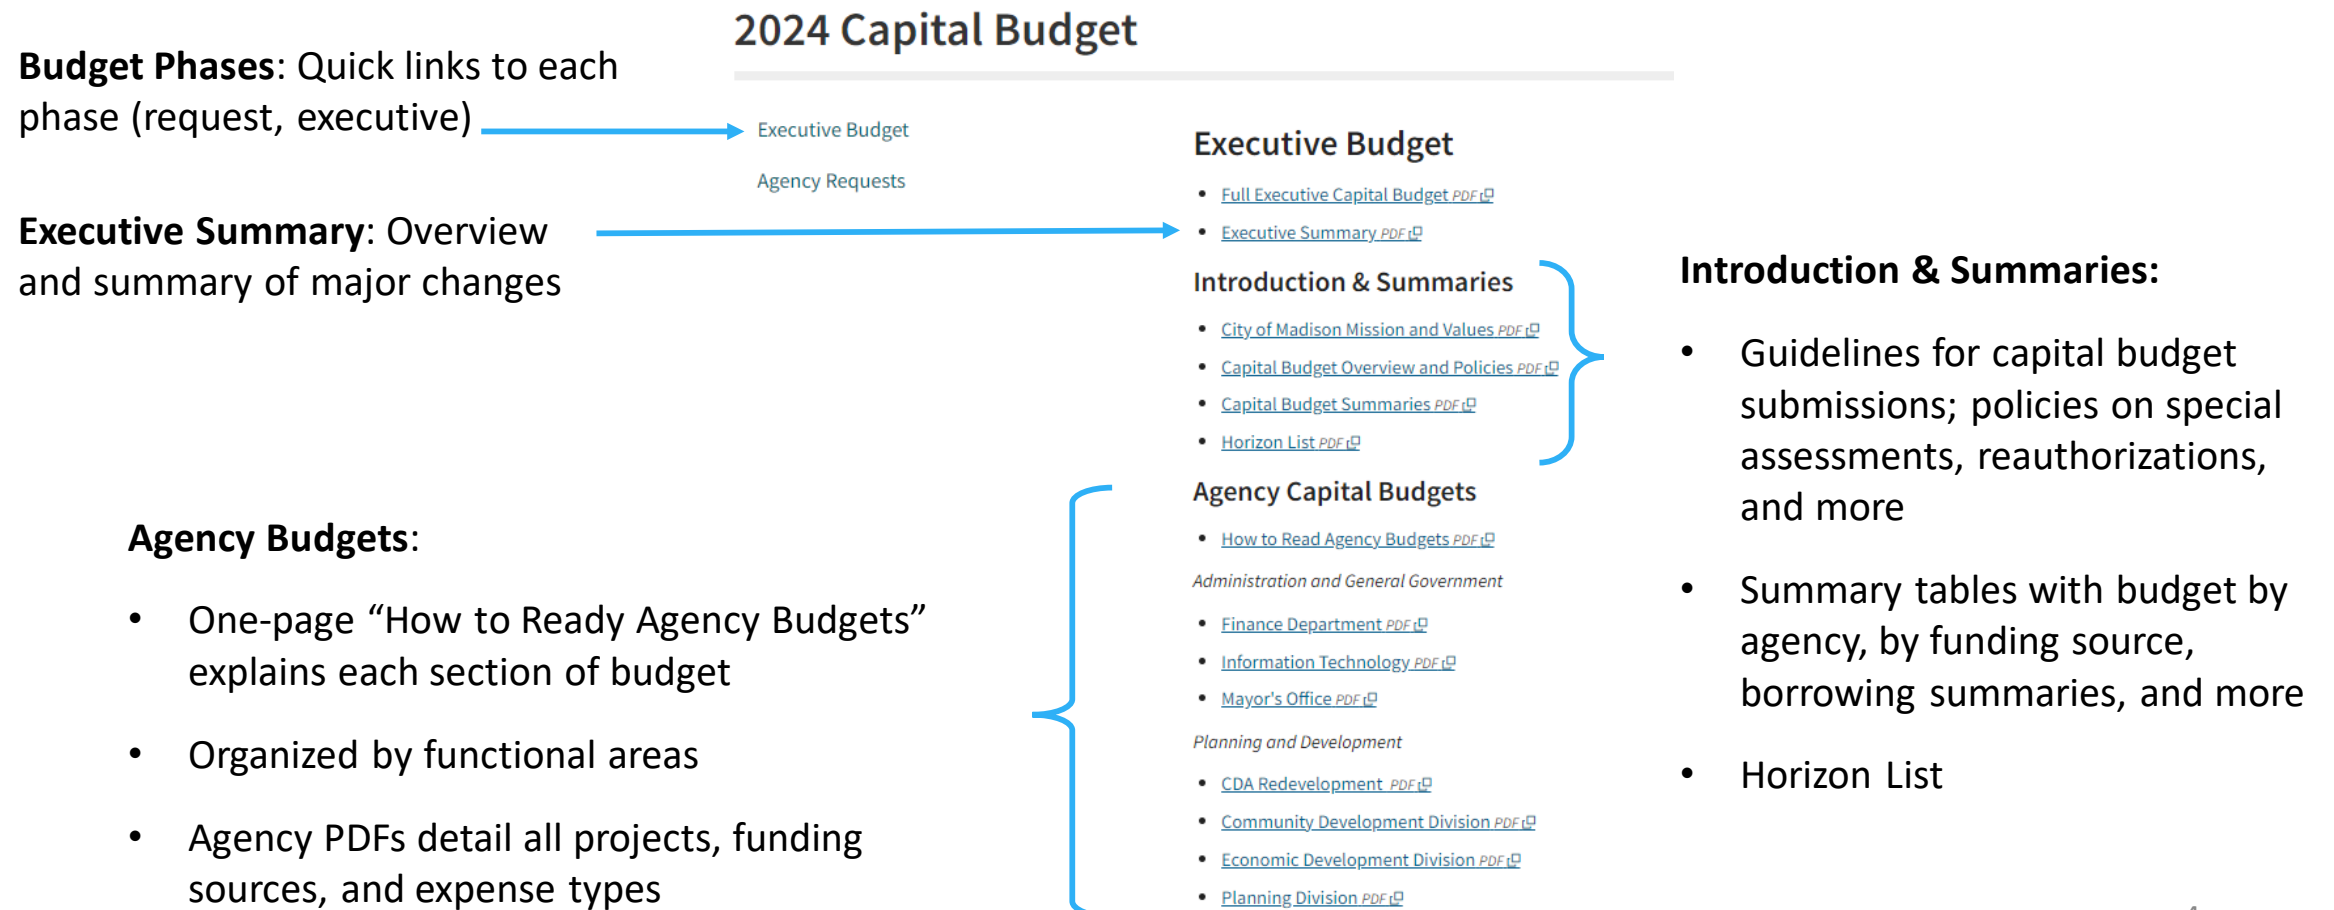 2024 Capital Budget
Budget Phases: Quick links to each
phase (request, executive)
Executive Budget
Agency Requests
Executive Summary: Overview
and summary of major changes
Executive Budget
• Full Executive Capital Budget PDF
• Executive Summary PDF
Introduction & Summaries
• City of Madison Mission and Values PDF
• Capital Budget Overview and Policies PDF
• Capital Budget Summaries PDF
• Horizon List PDF
Agency Capital Budgets
• How to Read Agency Budgets PDF
Administration and General Government
• Finance Department PDF
• Information Technology PDF
• Mayor's Office PDF
Planning and Development
• CDA Redevelopment PDF
• Community Development Division PDF
• Economic Development Division PDF
• Planning Division PDF
Introduction & Summaries:
• Guidelines for capital budget
submissions; policies on special
assessments, reauthorizations,
and more
• Summary tables with budget by
agency, by funding source,
borrowing summaries, and more
• Horizon List
Agency Budgets:
• One-page “How to Ready Agency Budgets”
explains each section of budget
• Organized by functional areas
• Agency PDFs detail all projects, funding
sources, and expense types